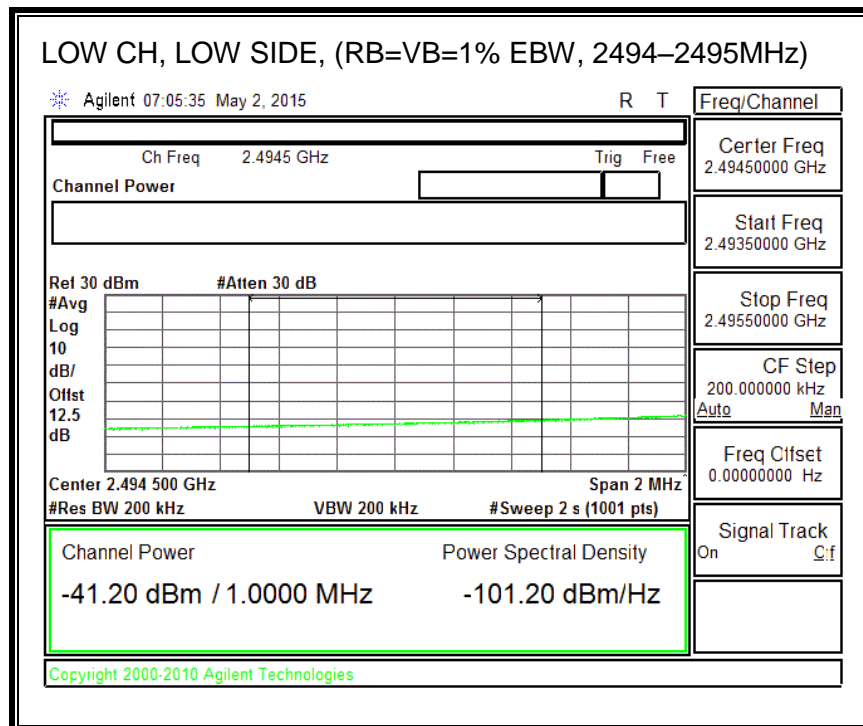 LOW CH, LOW SIDE, (RB=VB=1% EBW, 2494–2495MHz)
Agilent 07:05:35 May 2, 2015 R T
Freq/Channel
Ch Freq 2.4945 GHz Trig Free
Channel Power
Center Freq
2.49450000 GHz
Start Freq
2.49350000 GHz
Stop Freq
2.49550000 GHz
CF Step
200.000000 kHz
Auto Man
Freq Offset
0.00000000 Hz
Signal Track
On Off
Ref 30 dBm #Atten 30 dB
#Avg
Log
10
dB/
Offst
12.5
dB
Center 2.494 500 GHz Span 2 MHz
#Res BW 200 kHz VBW 200 kHz #Sweep 2 s (1001 pts)
Channel Power Power Spectral Density
-41.20 dBm / 1.0000 MHz -101.20 dBm/Hz
Copyright 2000-2010 Agilent Technologies